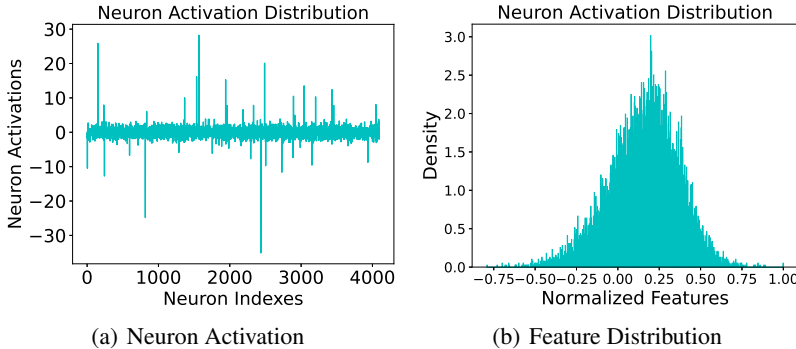 Neuron Activation Distribution
Neuron Activations
30
20
10
0
−10
−20
−30
0 1000 2000 3000 4000
Neuron Indexes
(a) Neuron Activation
Neuron Activation Distribution
Density
3.0
2.5
2.0
1.5
1.0
0.5
0.0
−0.75 −0.50 −0.25 0.00 0.25 0.50 0.75 1.00
Normalized Features
(b) Feature Distribution